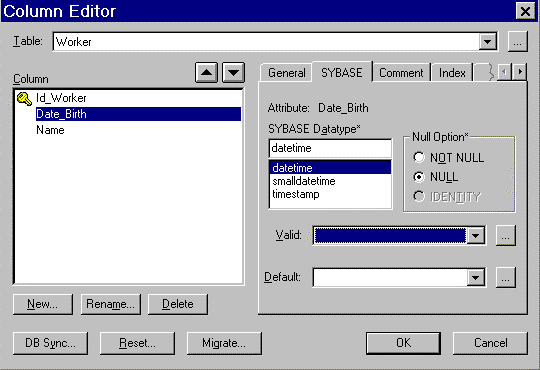 Column Editor
Table: Worker ...
Column
Id_Worker
Date_Birth
Name
New... Rename... Delete
General SYBASE Comment Index
Attribute: Date_Birth
SYBASE Datatype*
datetime
datetime
smalldatetime
timestamp
Null Option*
NOT NULL
NULL
IDENTITY
Valid: ...
Default: ...
DB Sync... Reset... Migrate... OK Cancel